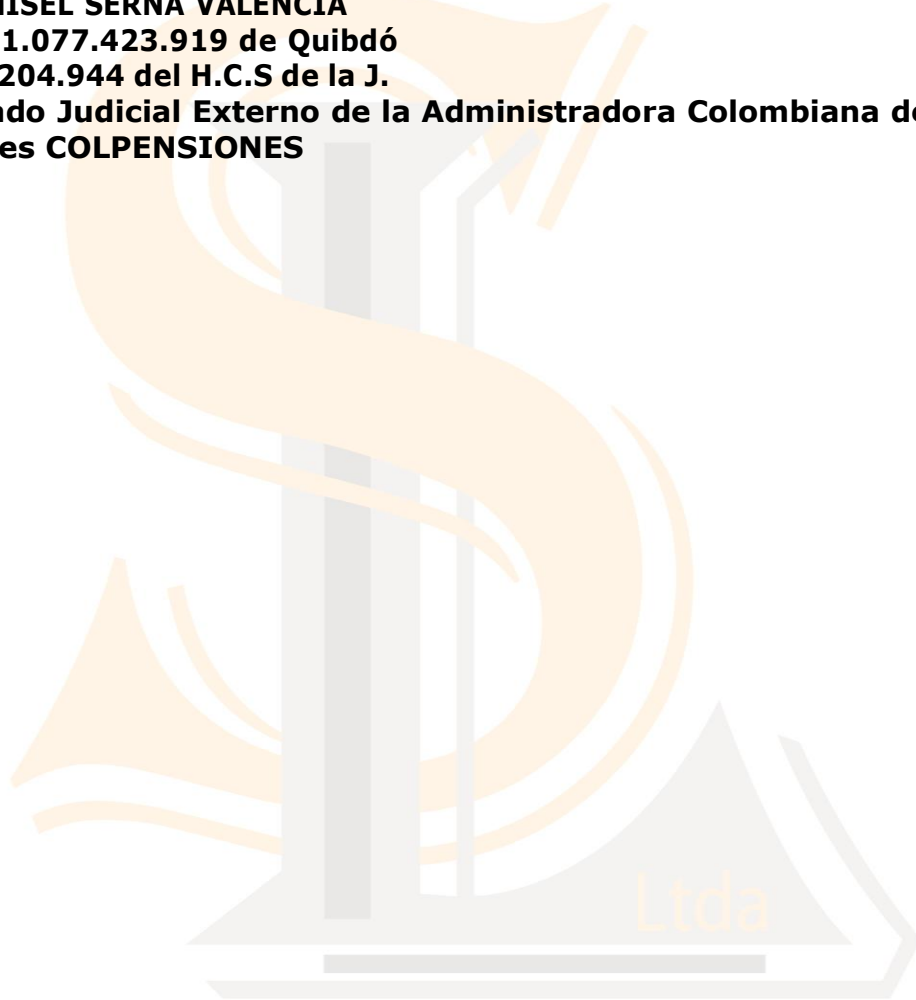 SERNA VALENCIA
1.077.423.919 de Quibdó
204.944 del H.C.S de la J.
Judicial Externo de la Administradora Colombiana
COLPENSIONES
Ltda